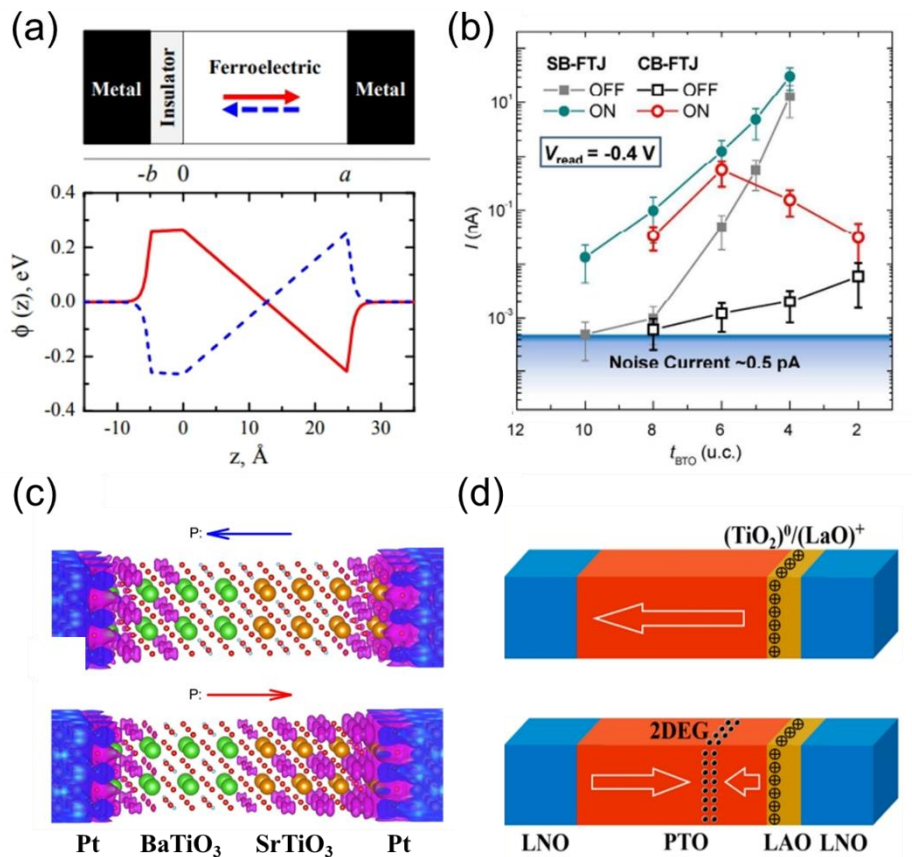 (a)
Metal
Insulator
Ferroelectric
Metal
-b 0 a
ϕ (z), eV
0.4
0.2
0.0
-0.2
-0.4
-10 0 10 20 30
z, Å
(b)
SB-FTJ CB-FTJ
OFF OFF
ON ON
V_read = -0.4 V
I (nA)
10^1
10^-1
10^-3
Noise Current ~0.5 pA
12 10 8 6 4 2
t_BTO (u.c.)
(c)
P:
P:
Pt BaTiO₃ SrTiO₃ Pt
(d)
(TiO₂)⁰/(LaO)⁺
2DEG
LNO PTO LAO LNO